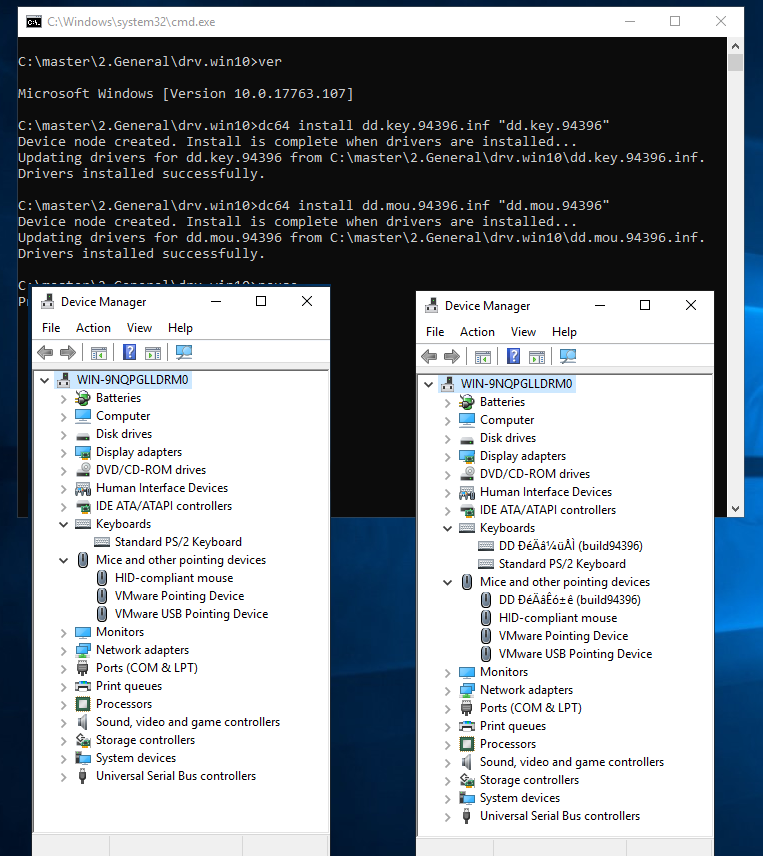 C:\Windows\system32\cmd.exe
C:\master\2.General\drv.win10>ver
Microsoft Windows [Version 10.0.17763.107]
C:\master\2.General\drv.win10>dc64 install dd.key.94396.inf "dd.key.94396"
Device node created. Install is complete when drivers are installed...
Updating drivers for dd.key.94396 from C:\master\2.General\drv.win10\dd.key.94396.inf.
Drivers installed successfully.
C:\master\2.General\drv.win10>dc64 install dd.mou.94396.inf "dd.mou.94396"
Device node created. Install is complete when drivers are installed...
Updating drivers for dd.mou.94396 from C:\master\2.General\drv.win10\dd.mou.94396.inf.
Drivers installed successfully.
Device Manager
File Action View Help
WIN-9NQPGLLDRM0
Batteries
Computer
Disk drives
Display adapters
DVD/CD-ROM drives
Human Interface Devices
IDE ATA/ATAPI controllers
Keyboards
Standard PS/2 Keyboard
Mice and other pointing devices
HID-compliant mouse
VMware Pointing Device
VMware USB Pointing Device
Monitors
Network adapters
Ports (COM & LPT)
Print queues
Processors
Sound, video and game controllers
Storage controllers
System devices
Universal Serial Bus controllers
Device Manager
File Action View Help
WIN-9NQPGLLDRM0
Batteries
Computer
Disk drives
Display adapters
DVD/CD-ROM drives
Human Interface Devices
IDE ATA/ATAPI controllers
Keyboards
DD ÐéÄâ¼üÅÌ (build94396)
Standard PS/2 Keyboard
Mice and other pointing devices
DD ÐéÄâÊó±ê (build94396)
HID-compliant mouse
VMware Pointing Device
VMware USB Pointing Device
Monitors
Network adapters
Ports (COM & LPT)
Print queues
Processors
Sound, video and game controllers
Storage controllers
System devices
Universal Serial Bus controllers